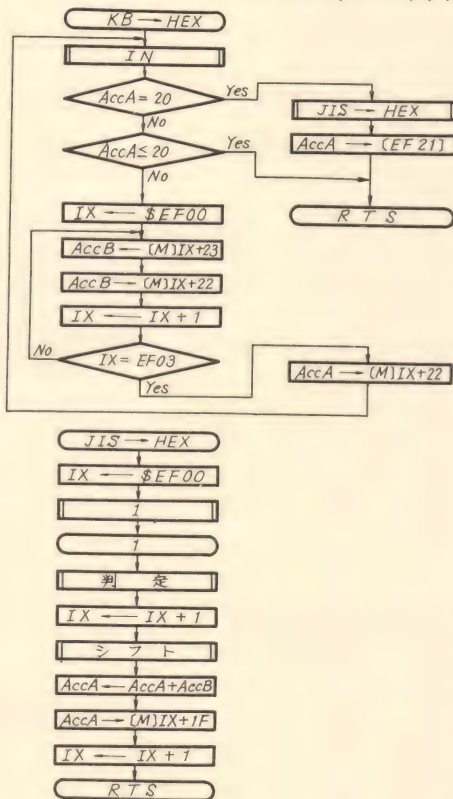 KB → HEX
IN
AccA = 20
Yes
No
JIS → HEX
AccA → [EF21]
AccA ≤ 20
Yes
No
RTS
IX ← $EF00
AccB ← (M)IX+23
AccB → (M)IX+22
IX ← IX+1
No
IX = EF03
Yes
AccA → (M)IX+22
JIS → HEX
IX ← $EF00
1
1
判 定
IX ← IX+1
シフト
AccA ← AccA+AccB
AccA → (M)IX+1F
IX ← IX+1
RTS